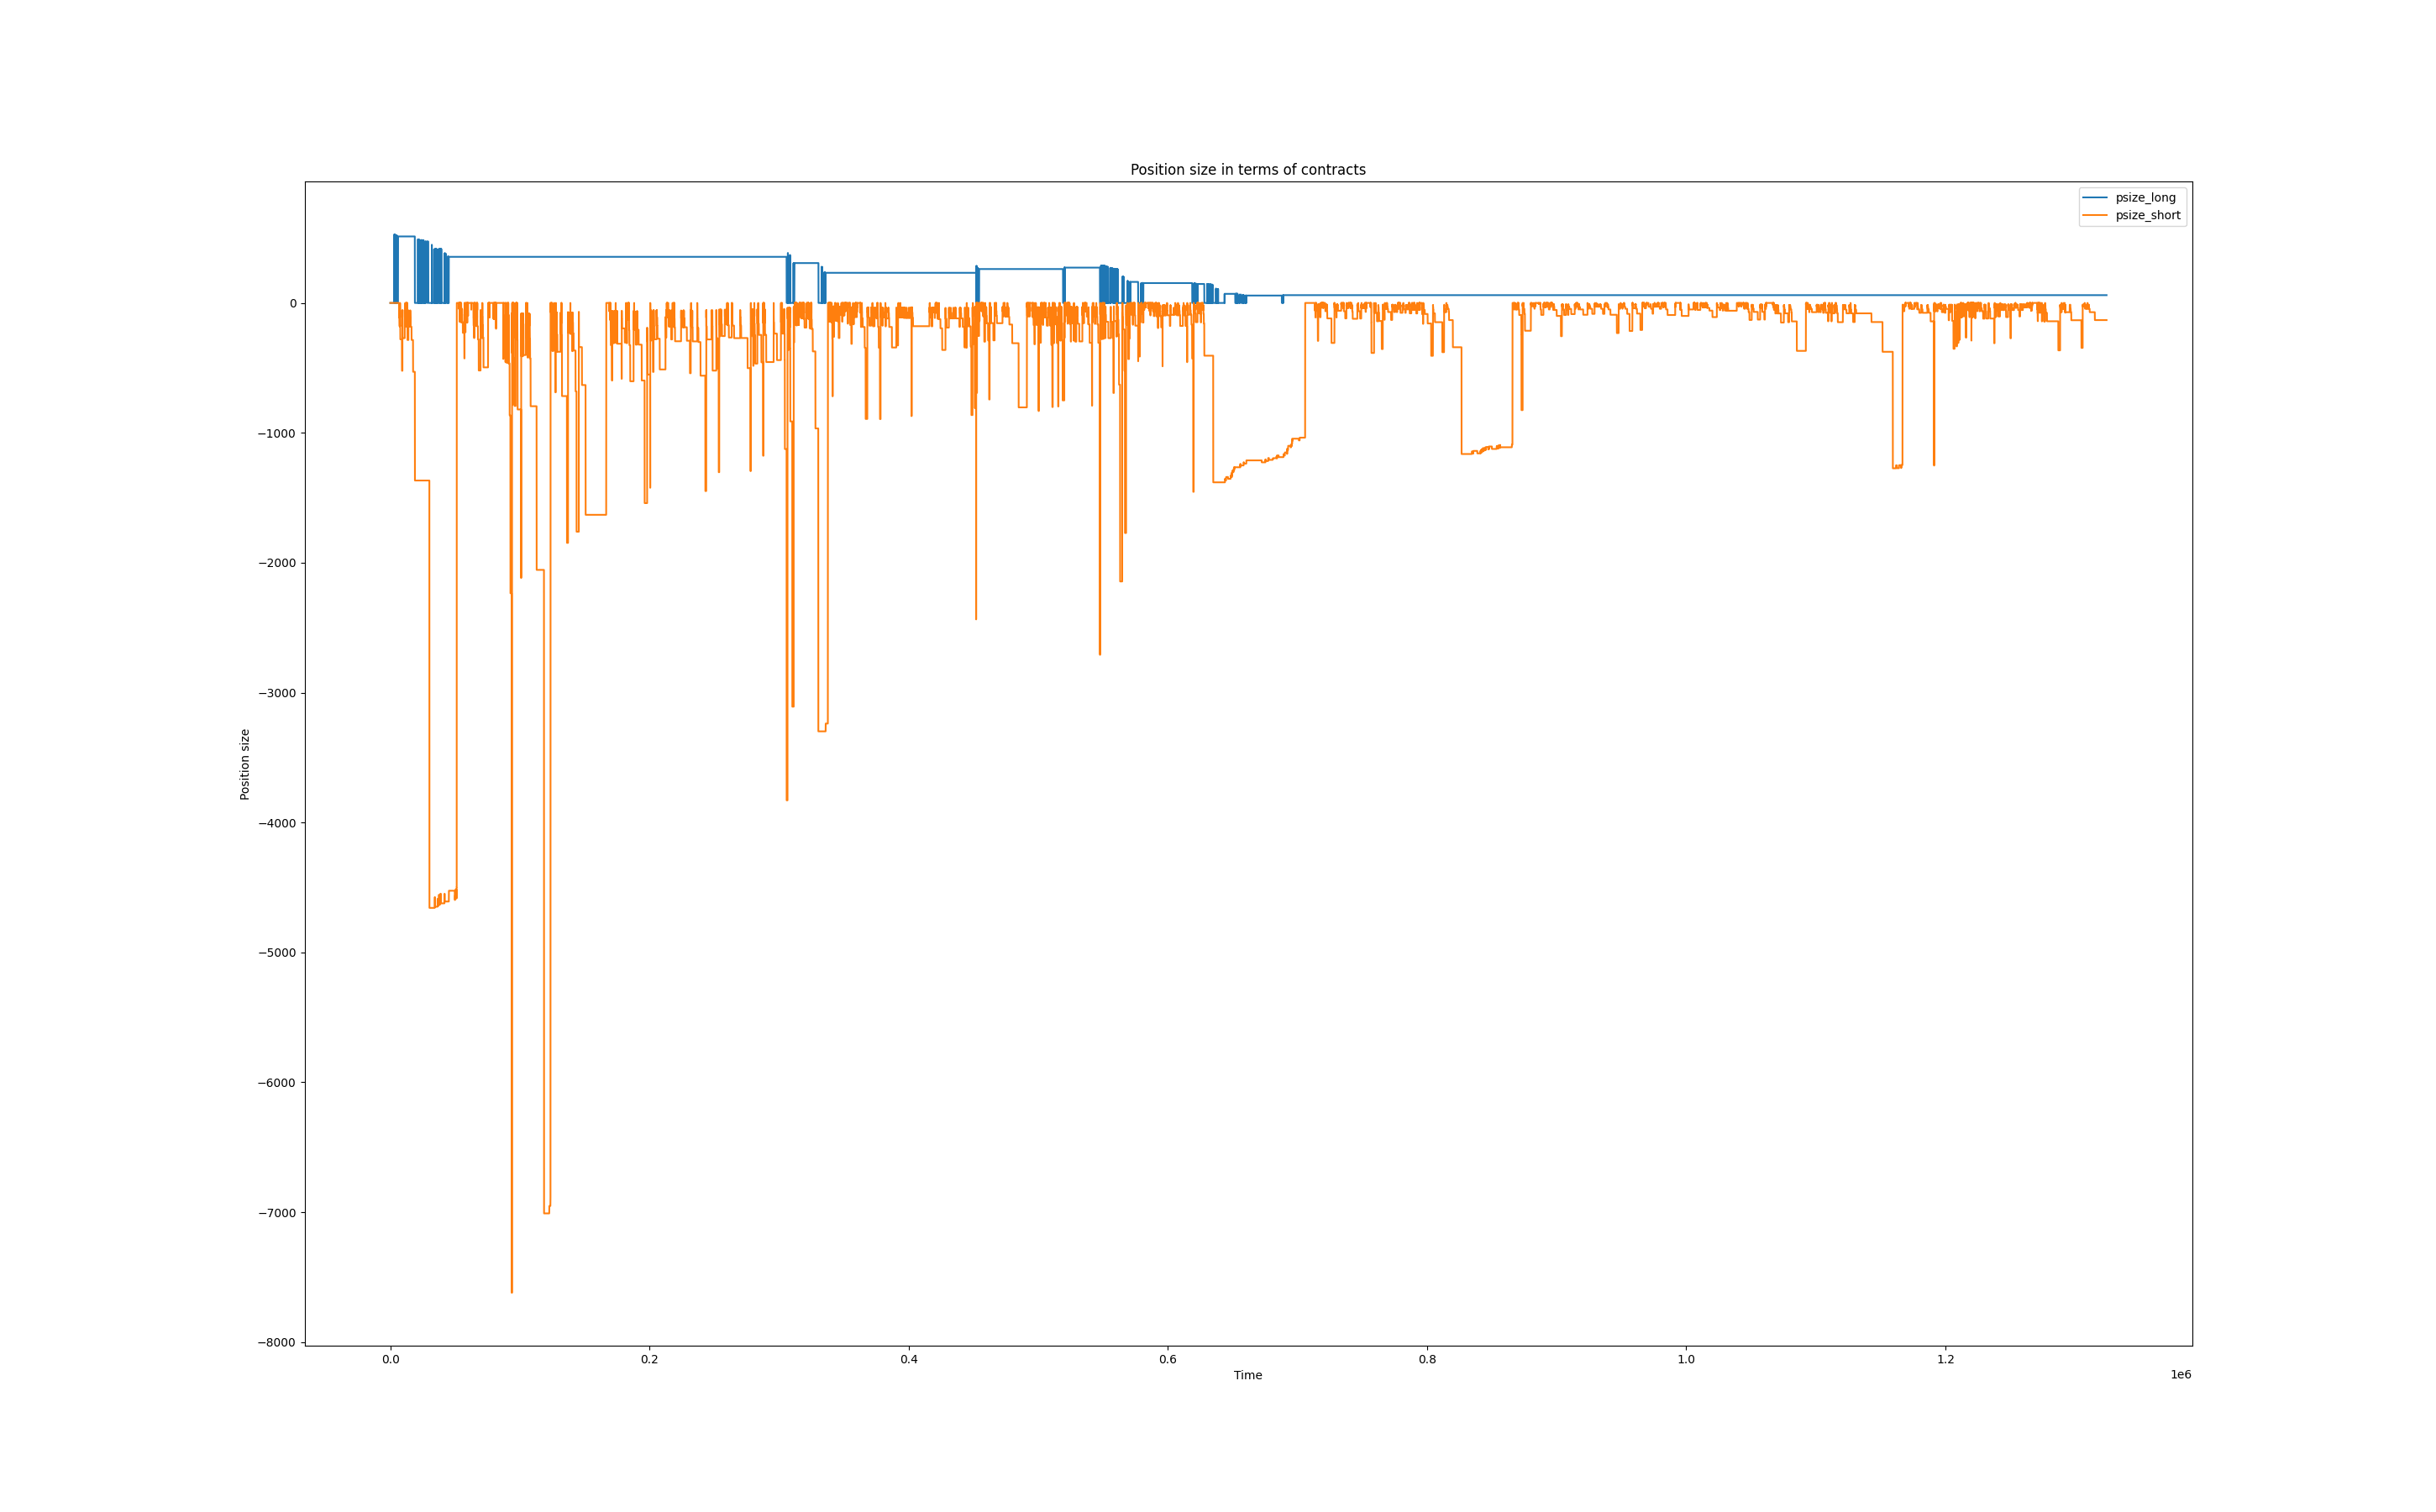 Position size in terms of contracts
psize_long
psize_short
Position size
0
−1000
−2000
−3000
−4000
−5000
−6000
−7000
−8000
0.0 0.2 0.4 0.6 0.8 1.0 1.2
Time
1e6